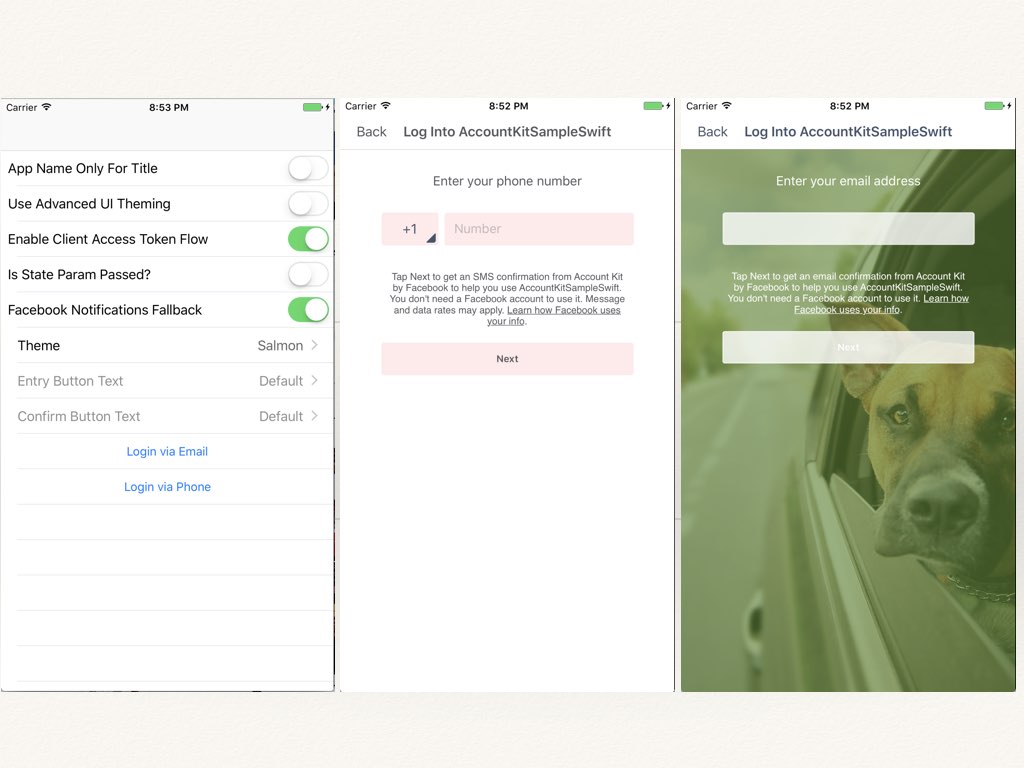 Carrier 8:53 PM
App Name Only For Title
Use Advanced UI Theming
Enable Client Access Token Flow
Is State Param Passed?
Facebook Notifications Fallback
Theme Salmon
Entry Button Text Default
Confirm Button Text Default
Login via Email
Login via Phone
Carrier 8:52 PM
Back Log Into AccountKitSampleSwift
Enter your phone number
+1 Number
Tap Next to get an SMS confirmation from Account Kit
by Facebook to help you use AccountKitSampleSwift.
You don't need a Facebook account to use it. Message
and data rates may apply. Learn how Facebook uses
your info.
Next
Carrier 8:52 PM
Back Log Into AccountKitSampleSwift
Enter your email address
Tap Next to get an email confirmation from Account Kit
by Facebook to help you use AccountKitSampleSwift.
You don't need a Facebook account to use it. Learn how
Facebook uses your info.
Next